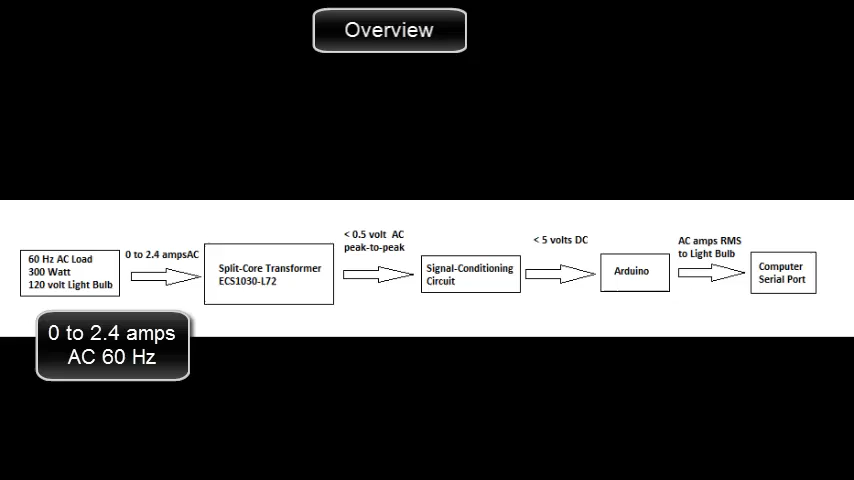 Overview
60 Hz AC Load
300 Watt
120 volt Light Bulb
0 to 2.4 ampsAC
Split-Core Transformer
ECS1030-L72
< 0.5 volt AC
peak-to-peak
Signal-Conditioning
Circuit
< 5 volts DC
Arduino
AC amps RMS
to Light Bulb
Computer
Serial Port
0 to 2.4 amps
AC 60 Hz